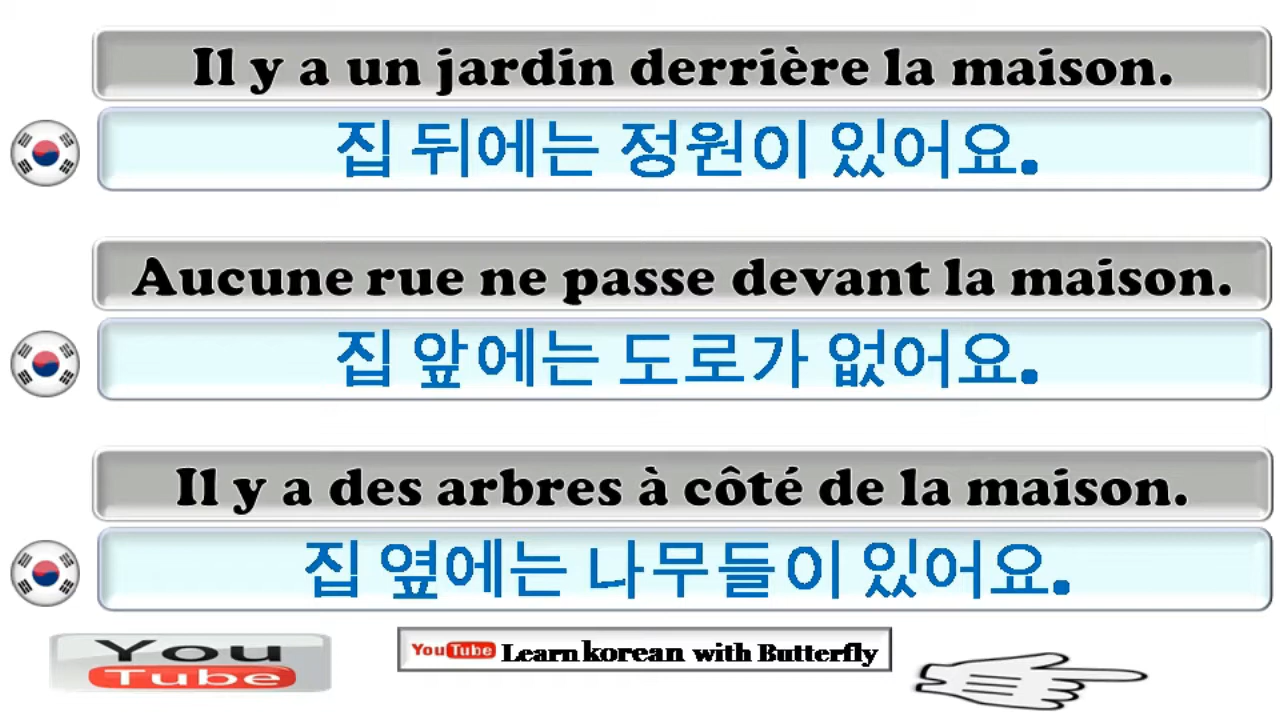 Il y a un jardin derrière la maison.
집 뒤에는 정원이 있어요.
Aucune rue ne passe devant la maison.
집 앞에는 도로가 없어요.
Il y a des arbres à côté de la maison.
집 옆에는 나무들이 있어요.
You
Tube
YouTube Learn korean with Butterfly